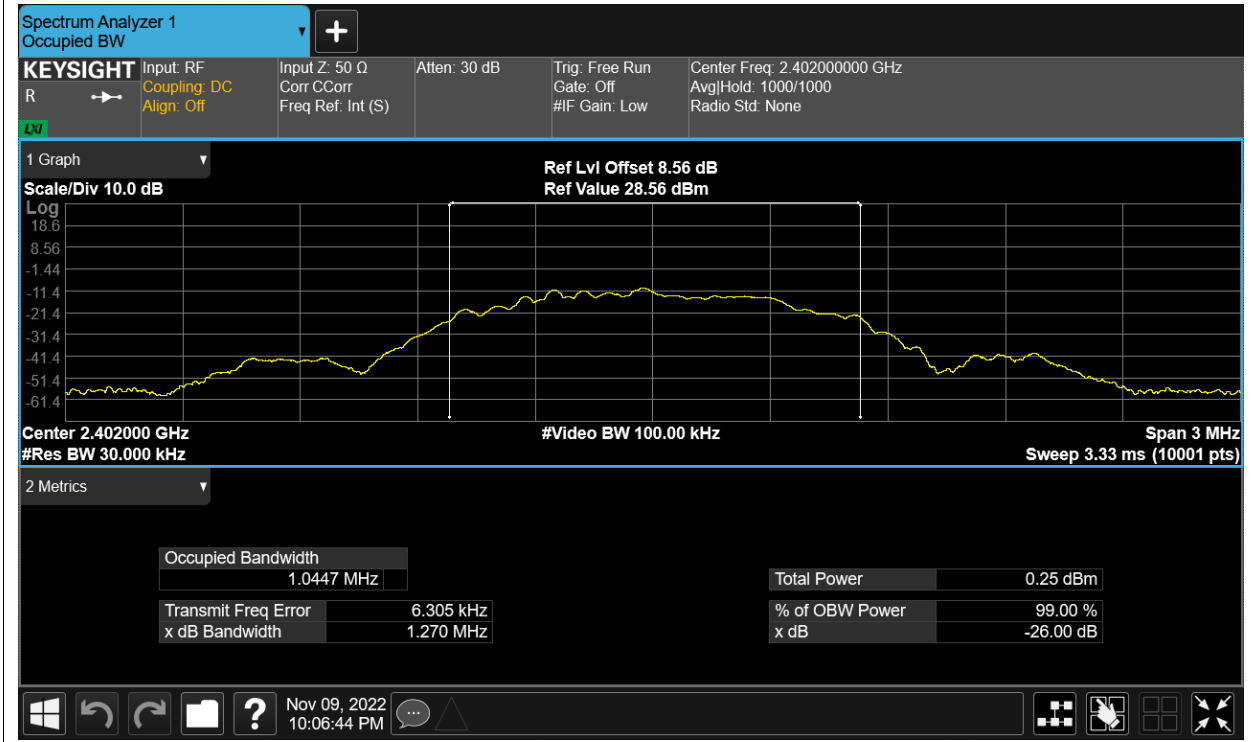 Spectrum Analyzer 1
Occupied BW
KEYSIGHT
R
LXI
Input: RF
Coupling: DC
Align: Off
Input Z: 50 Ω
Corr CCorr
Freq Ref: Int (S)
Atten: 30 dB
Trig: Free Run
Gate: Off
#IF Gain: Low
Center Freq: 2.402000000 GHz
Avg|Hold: 1000/1000
Radio Std: None
1 Graph
Scale/Div 10.0 dB
Ref Lvl Offset 8.56 dB
Ref Value 28.56 dBm
Log
18.6
8.56
-1.44
-11.4
-21.4
-31.4
-41.4
-51.4
-61.4
Center 2.402000 GHz
#Video BW 100.00 kHz
Span 3 MHz
#Res BW 30.000 kHz
Sweep 3.33 ms (10001 pts)
2 Metrics
Occupied Bandwidth
1.0447 MHz
Total Power 0.25 dBm
Transmit Freq Error 6.305 kHz
% of OBW Power 99.00 %
x dB Bandwidth 1.270 MHz
x dB -26.00 dB
?
Nov 09, 2022
10:06:44 PM